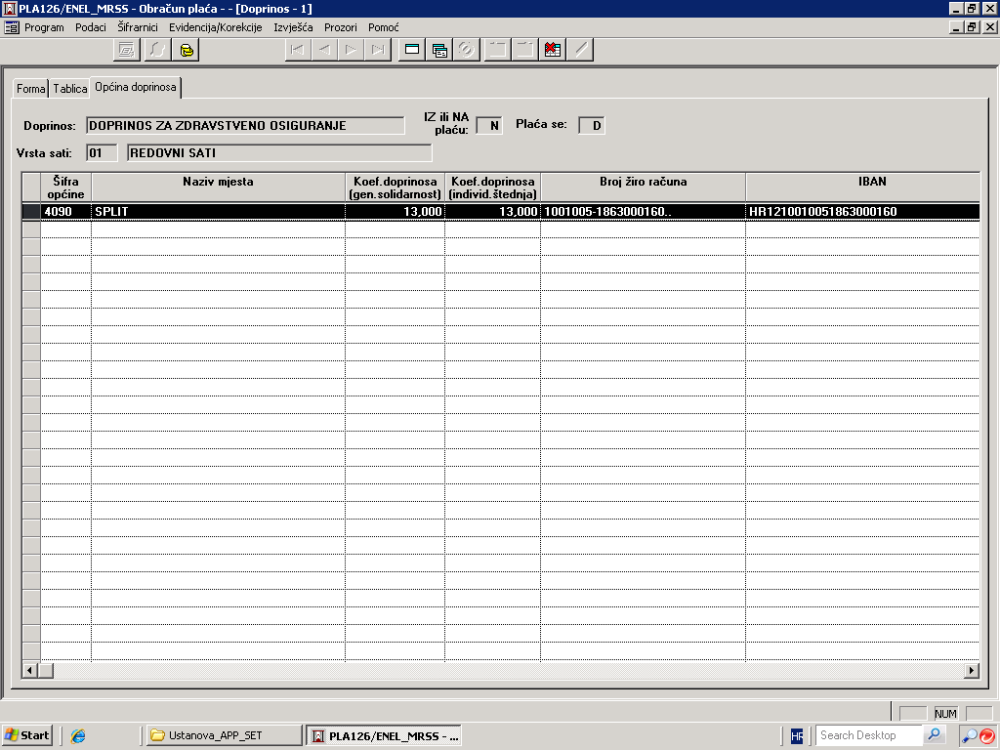 PLA126/ENEL_MRSS - Obračun plaća - - [Doprinos - 1]
Program Podaci Šifrarnici Evidencija/Korekcije Izvješća Prozori Pomoć
Forma Tablica Općina doprinosa
Doprinos: DOPRINOS ZA ZDRAVSTVENO OSIGURANJE IZ ili NA plaću: N Plaća se: D
Vrsta sati: 01 REDOVNI SATI
Šifra općine Naziv mjesta Koef.doprinosa (gen.solidarnost) Koef.doprinosa (individ.štednja) Broj žiro računa IBAN
4090 SPLIT 13,000 13,000 1001005-1863000160.. HR1210010051863000160
NUM
Start Ustanova_APP_SET PLA126/ENEL_MRSS - ... HR Search Desktop